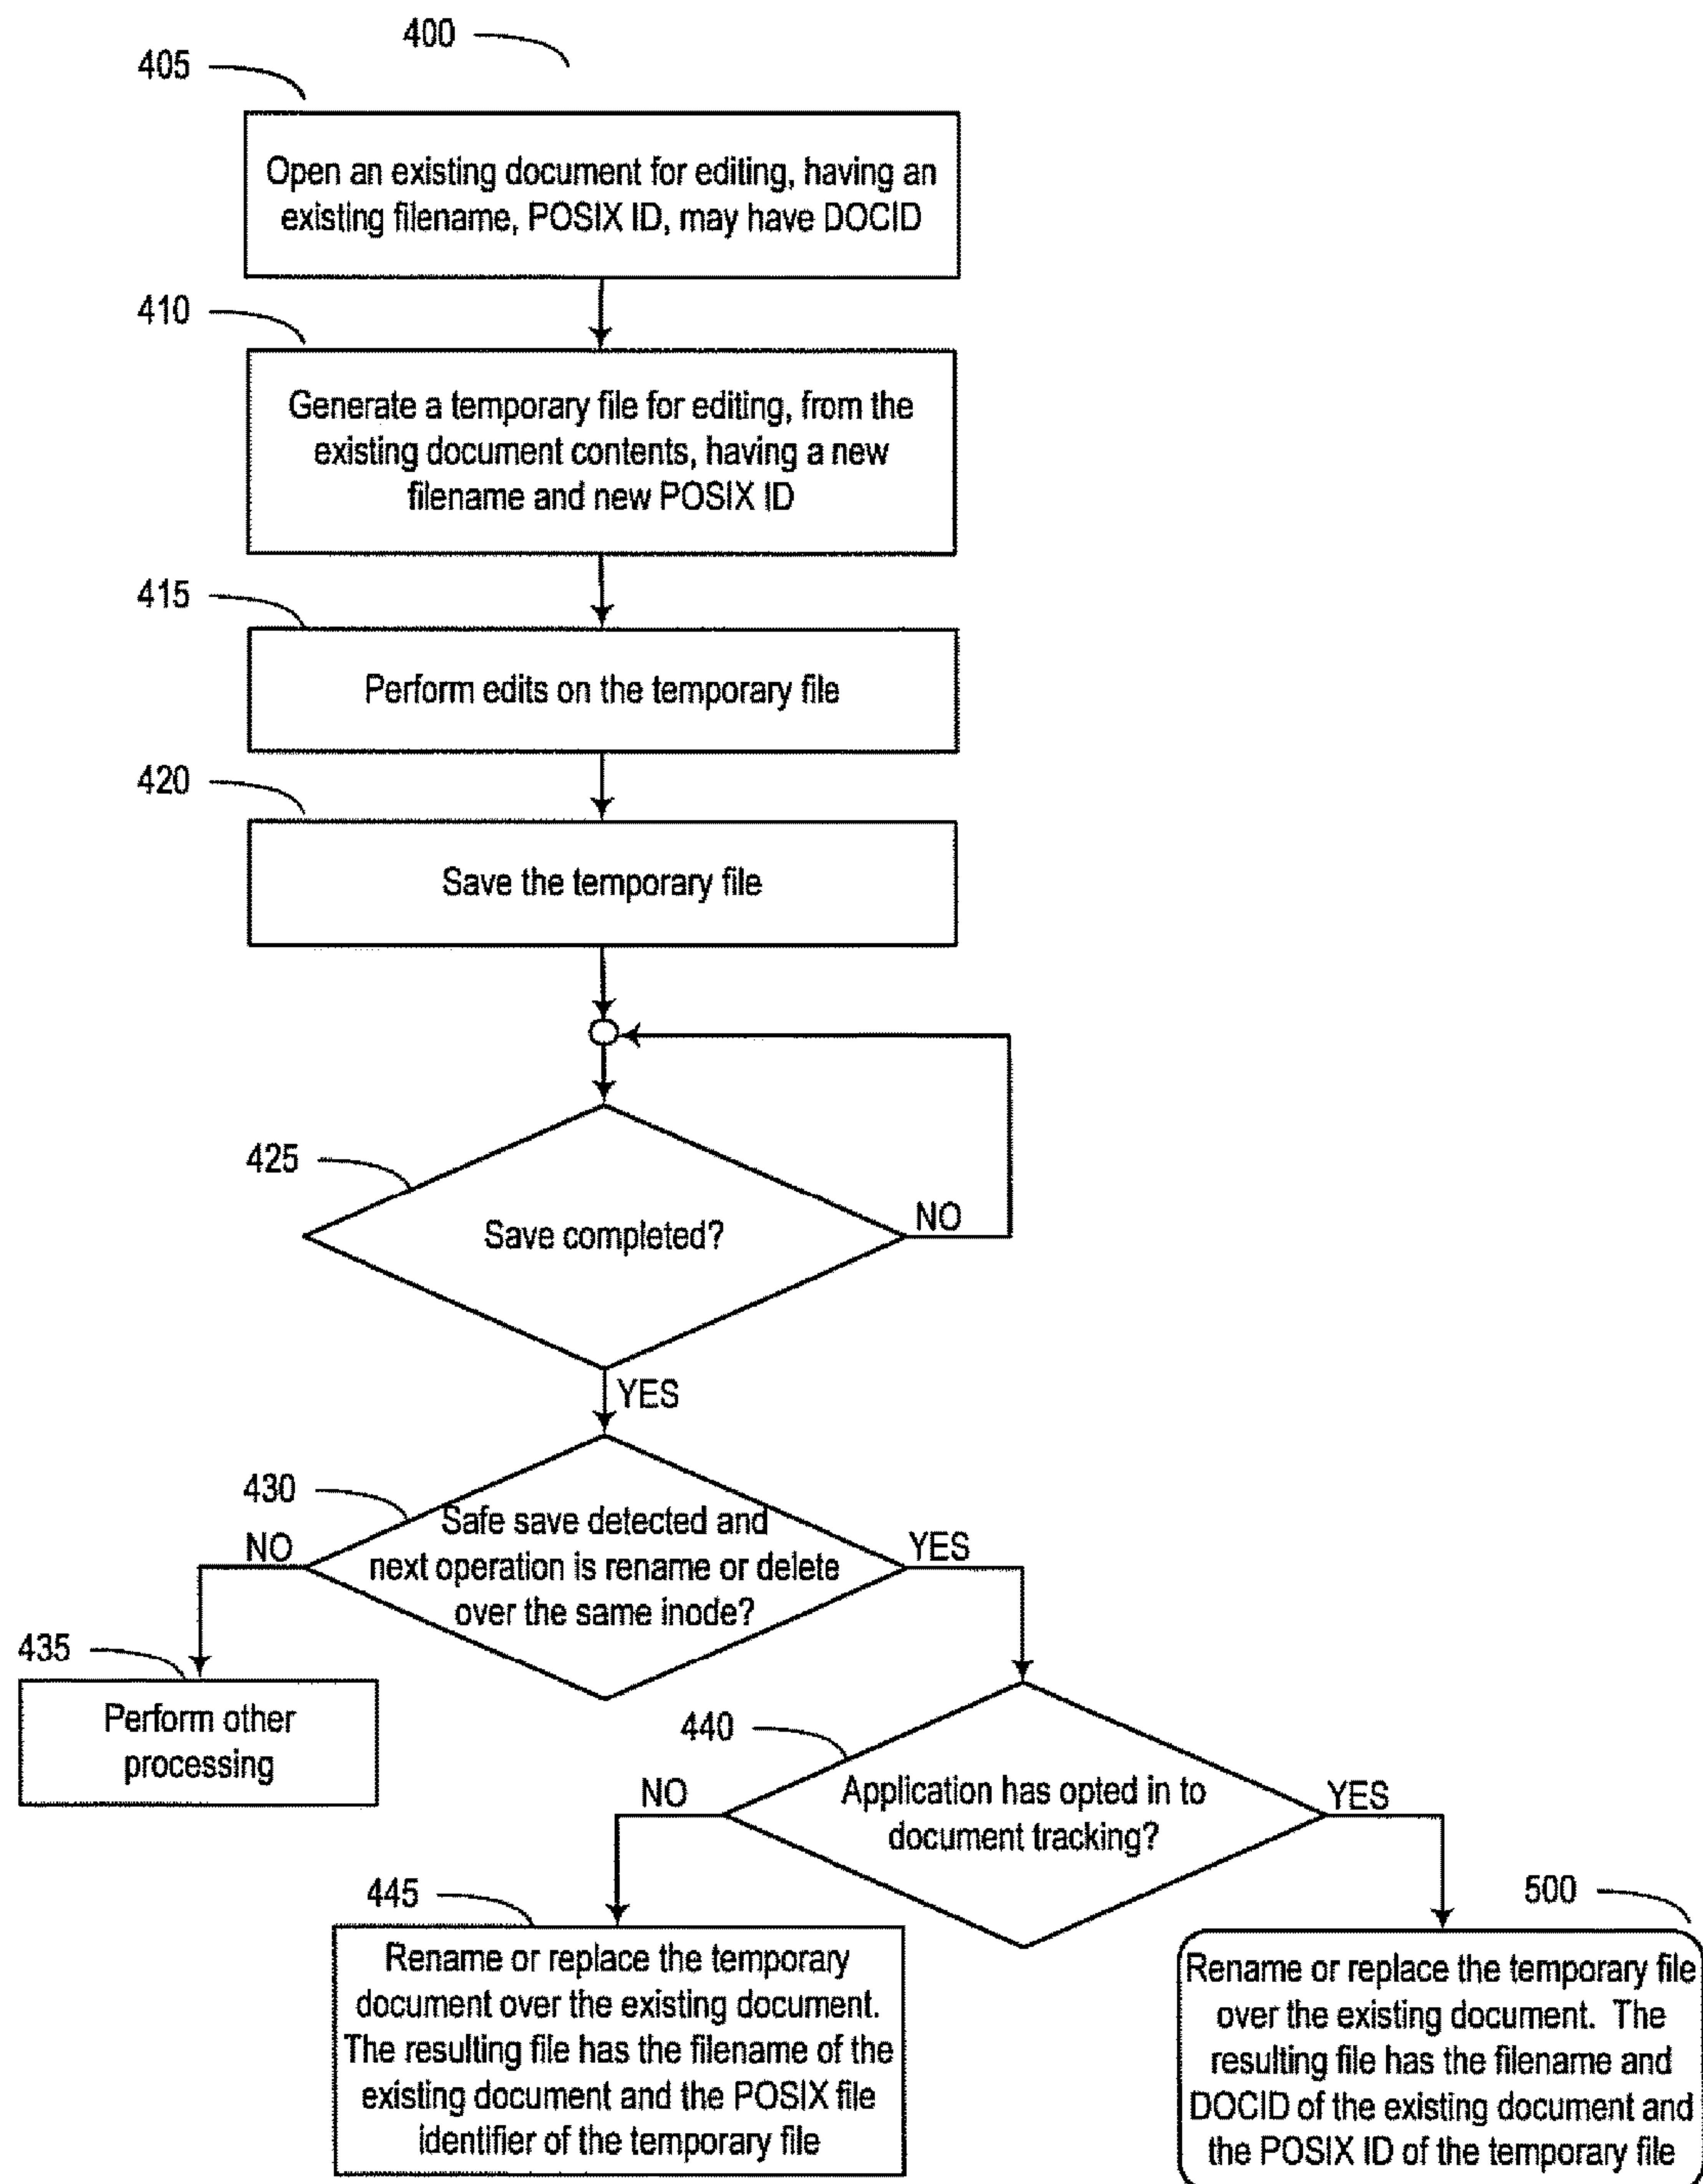 400
405
Open an existing document for editing, having an
existing filename, POSIX ID, may have DOCID
410
Generate a temporary file for editing, from the
existing document contents, having a new
filename and new POSIX ID
415
Perform edits on the temporary file
420
Save the temporary file
425
Save completed?
NO
YES
430
Safe save detected and
next operation is rename or delete
over the same inode?
NO
YES
435
Perform other
processing
440
Application has opted in to
document tracking?
NO
YES
445
Rename or replace the temporary
document over the existing document.
The resulting file has the filename of the
existing document and the POSIX file
identifier of the temporary file
500
Rename or replace the temporary file
over the existing document. The
resulting file has the filename and
DOCID of the existing document and
the POSIX ID of the temporary file